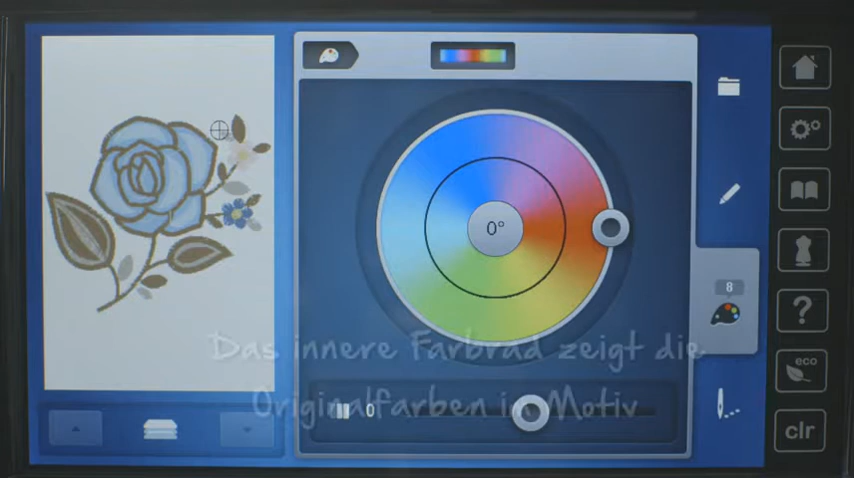 0°
8
Das innere Farbrad zeigt die
Originalfarben im Motiv
0
?
eco
clr